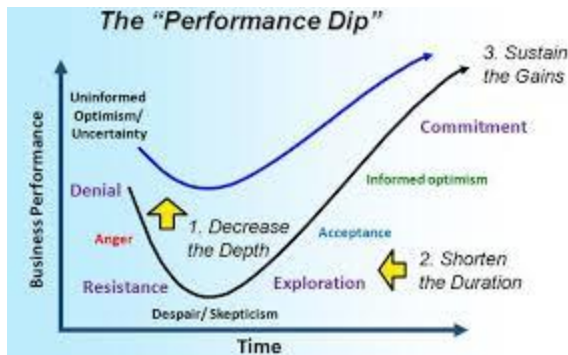 The "Performance Dip"
3. Sustain
the Gains
Uninformed
Optimism/
Uncertainty
Commitment
Denial
Informed optimism
1. Decrease
the Depth
Anger
Acceptance
2. Shorten
the Duration
Resistance
Exploration
Despair/ Skepticism
Business Performance
Time